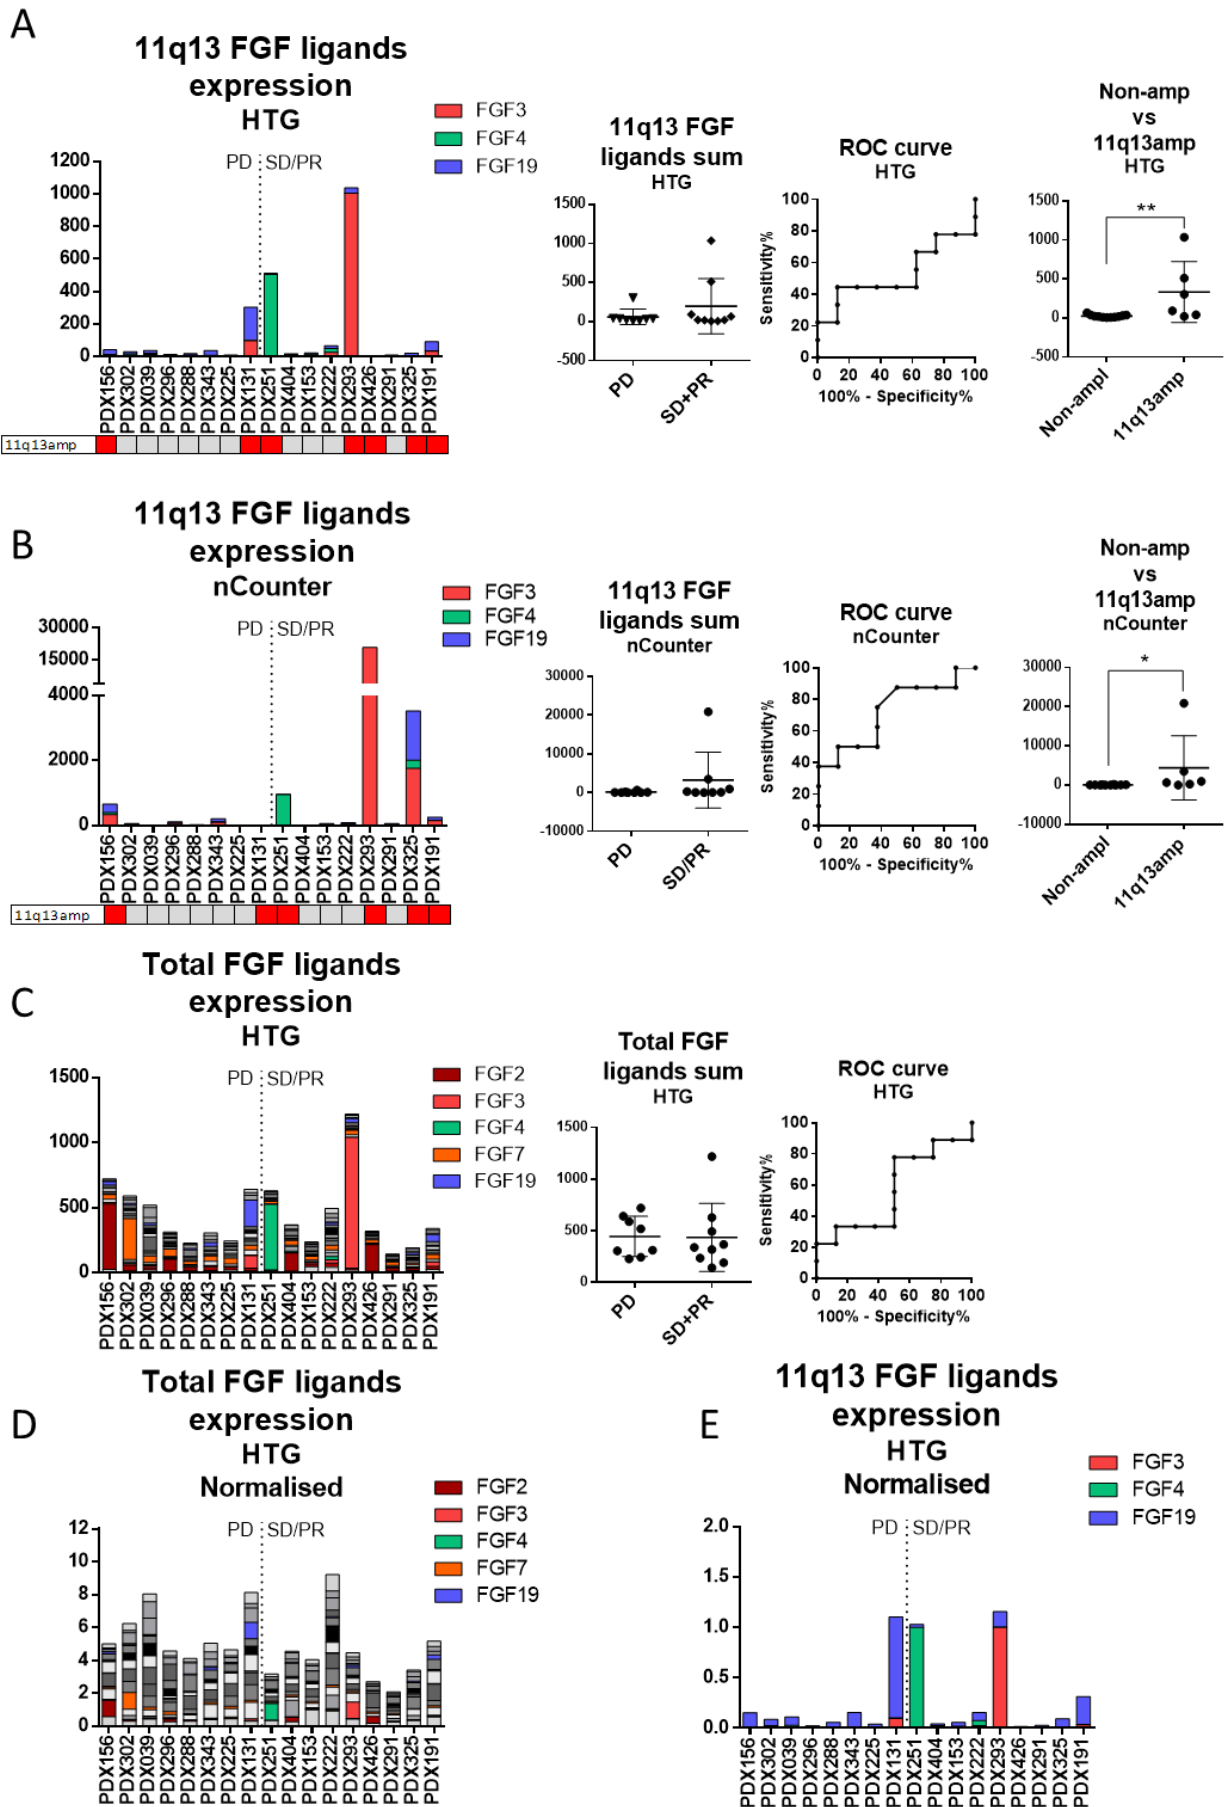 A
11q13 FGF ligands
expression
HTG
FGF3
FGF4
FGF19
PD
SD/PR
1200
1000
800
600
400
200
0
PDX156
PDX302
PDX039
PDX296
PDX288
PDX343
PDX225
PDX131
PDX251
PDX404
PDX153
PDX222
PDX293
PDX426
PDX291
PDX325
PDX191
11q13amp
11q13 FGF
ligands sum
HTG
1500
1000
500
0
-500
PD
SD+PR
ROC curve
HTG
Sensitivity%
100
80
60
40
20
0
0 20 40 60 80 100
100% - Specificity%
Non-amp
vs
11q13amp
HTG
**
1500
1000
500
0
-500
Non-ampl
11q13amp
B
11q13 FGF ligands
expression
nCounter
FGF3
FGF4
FGF19
PD
SD/PR
30000
15000
4000
2000
0
PDX156
PDX302
PDX039
PDX296
PDX288
PDX343
PDX225
PDX131
PDX251
PDX404
PDX153
PDX222
PDX293
PDX291
PDX325
PDX191
11q13amp
11q13 FGF
ligands sum
nCounter
30000
20000
10000
0
-10000
PD
SD/PR
ROC curve
nCounter
Sensitivity%
100
80
60
40
20
0
0 20 40 60 80 100
100% - Specificity%
Non-amp
vs
11q13amp
nCounter
*
30000
20000
10000
0
-10000
Non-ampl
11q13amp
C
Total FGF ligands
expression
HTG
FGF2
FGF3
FGF4
FGF7
FGF19
PD
SD/PR
1500
1000
500
0
PDX156
PDX302
PDX039
PDX296
PDX288
PDX343
PDX225
PDX131
PDX251
PDX404
PDX153
PDX222
PDX293
PDX426
PDX291
PDX325
PDX191
Total FGF
ligands sum
HTG
1500
1000
500
0
PD
SD+PR
ROC curve
HTG
Sensitivity%
100
80
60
40
20
0
0 20 40 60 80 100
100% - Specificity%
D
Total FGF ligands
expression
HTG
Normalised
FGF2
FGF3
FGF4
FGF7
FGF19
PD
SD/PR
12
10
8
6
4
2
0
PDX156
PDX302
PDX039
PDX296
PDX288
PDX343
PDX225
PDX131
PDX251
PDX404
PDX153
PDX222
PDX293
PDX426
PDX291
PDX325
PDX191
E
11q13 FGF ligands
expression
HTG
Normalised
FGF3
FGF4
FGF19
PD
SD/PR
2.0
1.5
1.0
0.5
0.0
PDX156
PDX302
PDX039
PDX296
PDX288
PDX343
PDX225
PDX131
PDX251
PDX404
PDX153
PDX222
PDX293
PDX426
PDX291
PDX325
PDX191